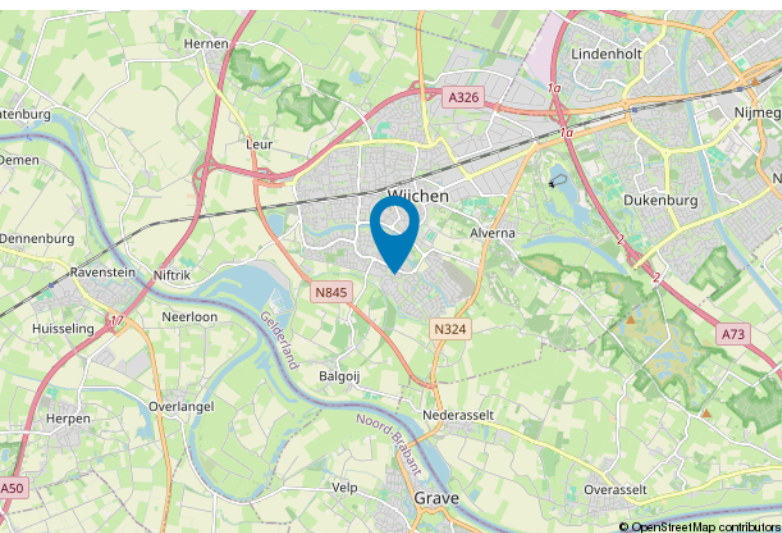 Hernen
Lindenholt
A326
1a
atenburg
Nijmeg
1a
Leur
Demen
Wijchen
Dukenburg
Alverna
Dennenburg
2
Ravenstein
Niftrik
2
N845
17
Neerloon
Huisseling
Gelderland
N324
A73
Balgoij
Overlangel
Herpen
Nederasselt
Noord-Brabant
A50
Velp
Overasselt
Grave
© OpenStreetMap contributors